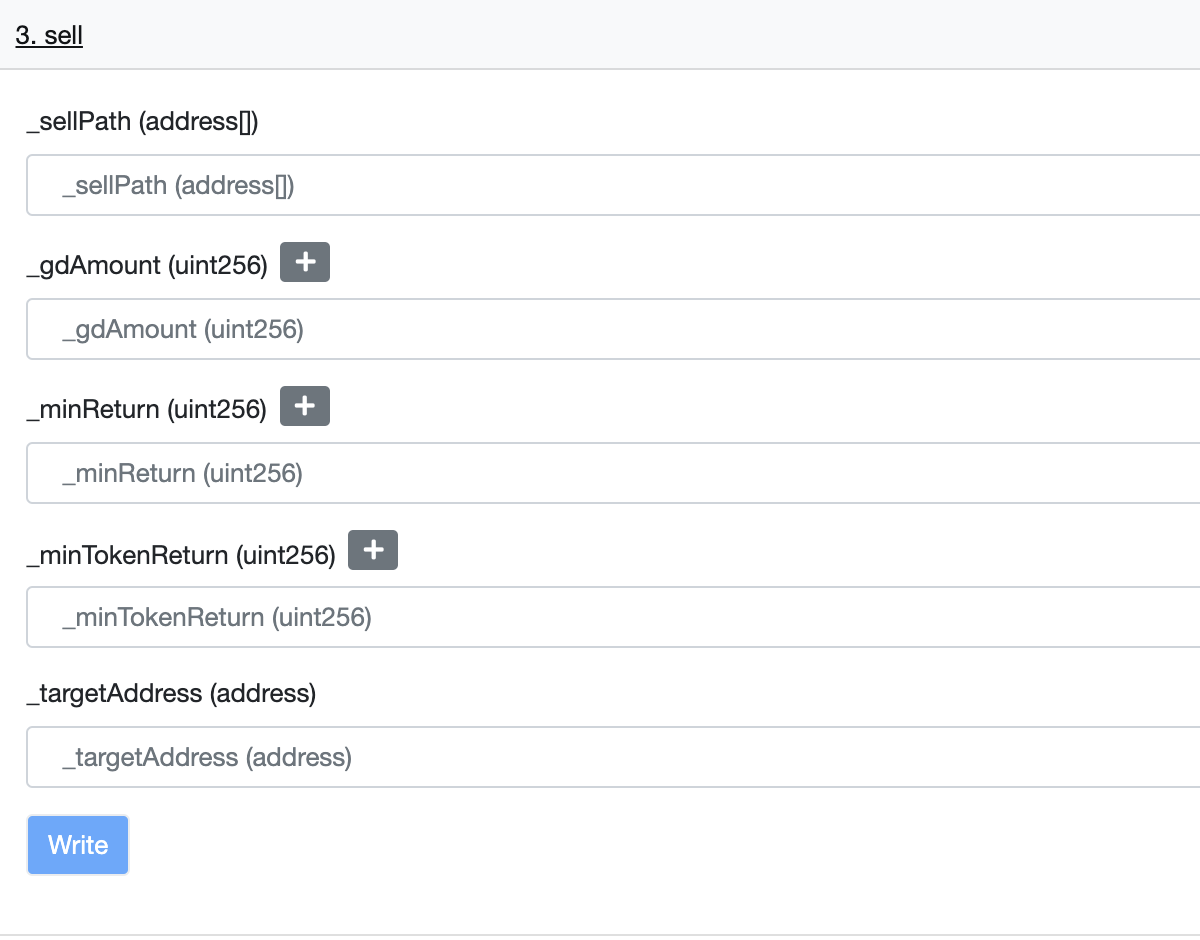 3. sell
_sellPath (address[])
_sellPath (address[])
_gdAmount (uint256) +
_gdAmount (uint256)
_minReturn (uint256) +
_minReturn (uint256)
_minTokenReturn (uint256) +
_minTokenReturn (uint256)
_targetAddress (address)
_targetAddress (address)
Write